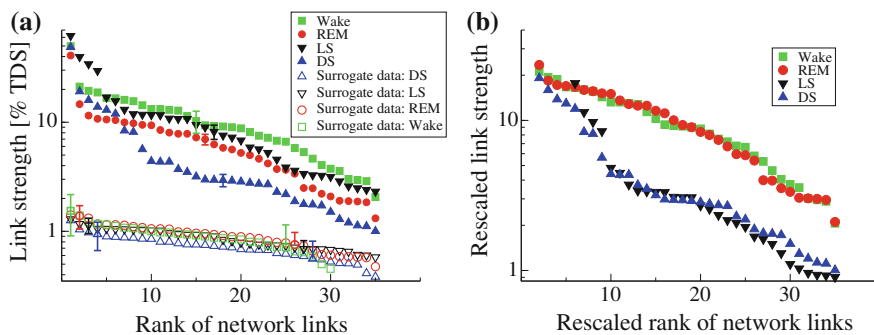 (a)
Link strength [% TDS]
10
1
10
20
30
Rank of network links
Wake
REM
LS
DS
Surrogate data: DS
Surrogate data: LS
Surrogate data: REM
Surrogate data: Wake
(b)
Rescaled link strength
10
1
10
20
30
Rescaled rank of network links
Wake
REM
LS
DS